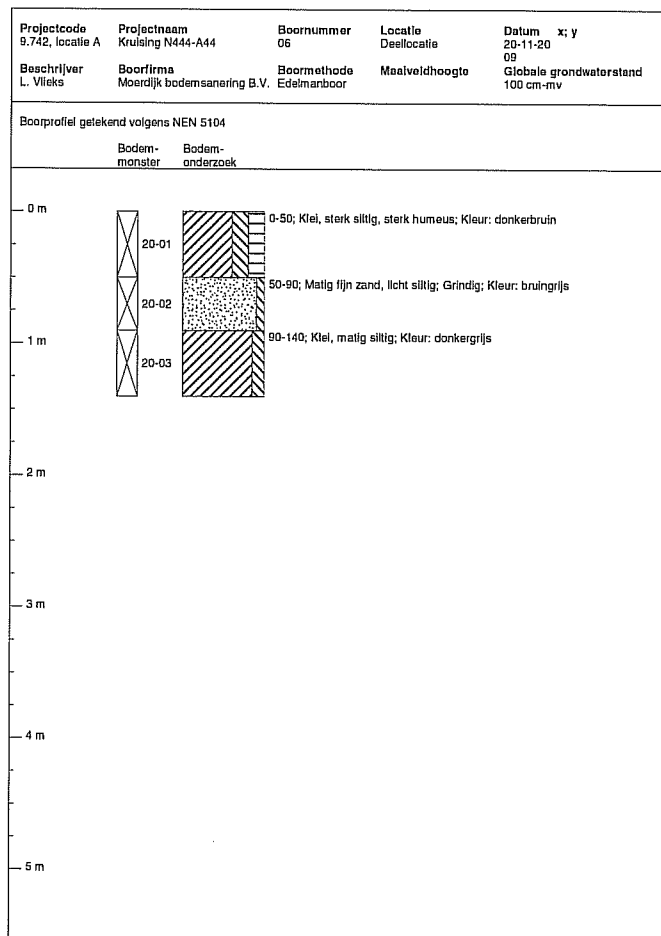 Projectcode Projectnaam Boornummer Locatie Datum x; y
9.742, locatie A Kruising N444-A44 06 Deellocatie 20-11-20
09
Beschrijver Boorfirma Boormethode Maaiveldhoogte Globale grondwaterstand
L. Vlieks Moerdijk bodemsanering B.V. Edelmanboor 100 cm-mv
Boorprofiel getekend volgens NEN 5104
Bodem- Bodem-
monster onderzoek
0 m
0-50; Klei, sterk siltig, sterk humeus; Kleur: donkerbruin
20-01
50-90; Matig fijn zand, licht siltig; Grindig; Kleur: bruingrijs
20-02
1 m
90-140; Klei, matig siltig; Kleur: donkergrijs
20-03
2 m
3 m
4 m
5 m